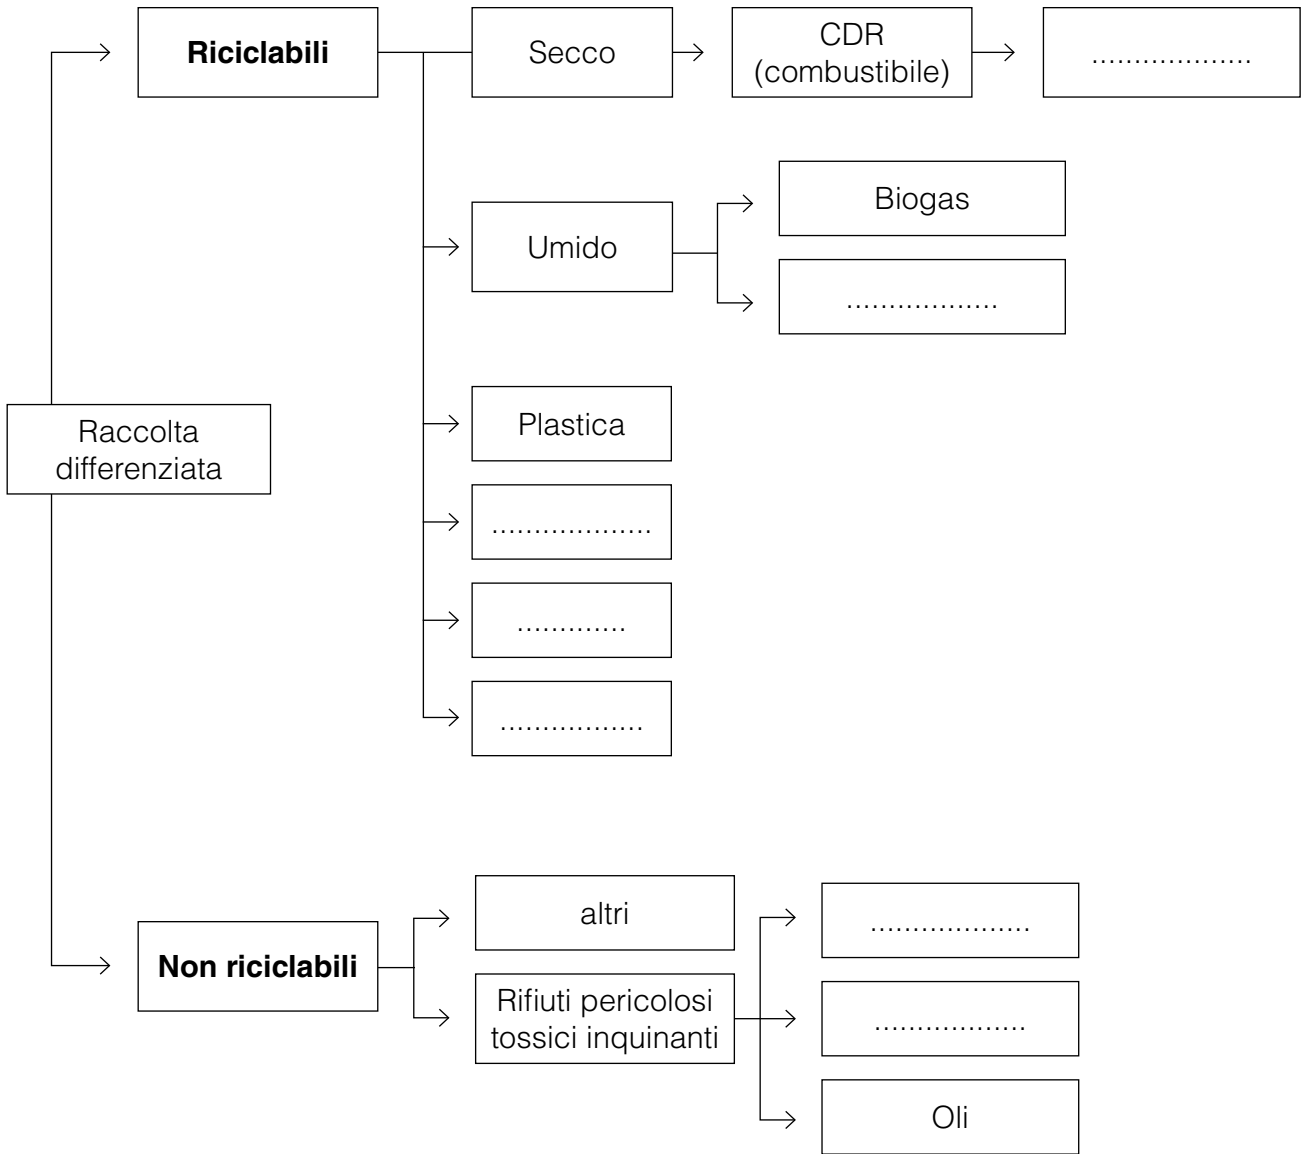 Riciclabili
Secco
CDR
(combustibile)
...................
Umido
Biogas
..................
Raccolta
differenziata
Plastica
...................
.............
.................
Non riciclabili
altri
Rifiuti pericolosi
tossici inquinanti
...................
..................
Oli